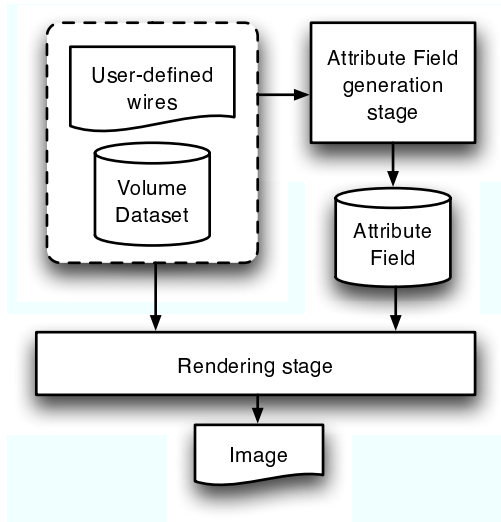 User-defined
wires
Volume
Dataset
Attribute Field
generation
stage
Attribute
Field
Rendering stage
Image